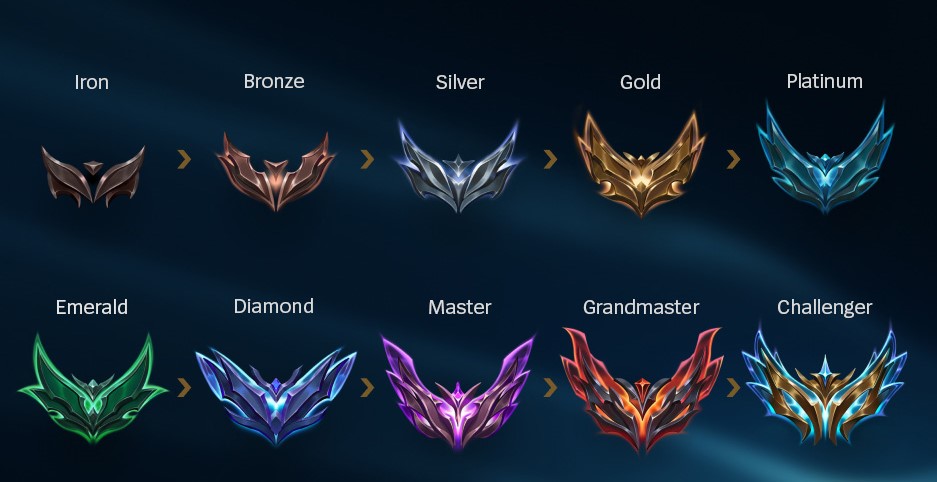 Iron
Bronze
Silver
Gold
Platinum
Emerald
Diamond
Master
Grandmaster
Challenger